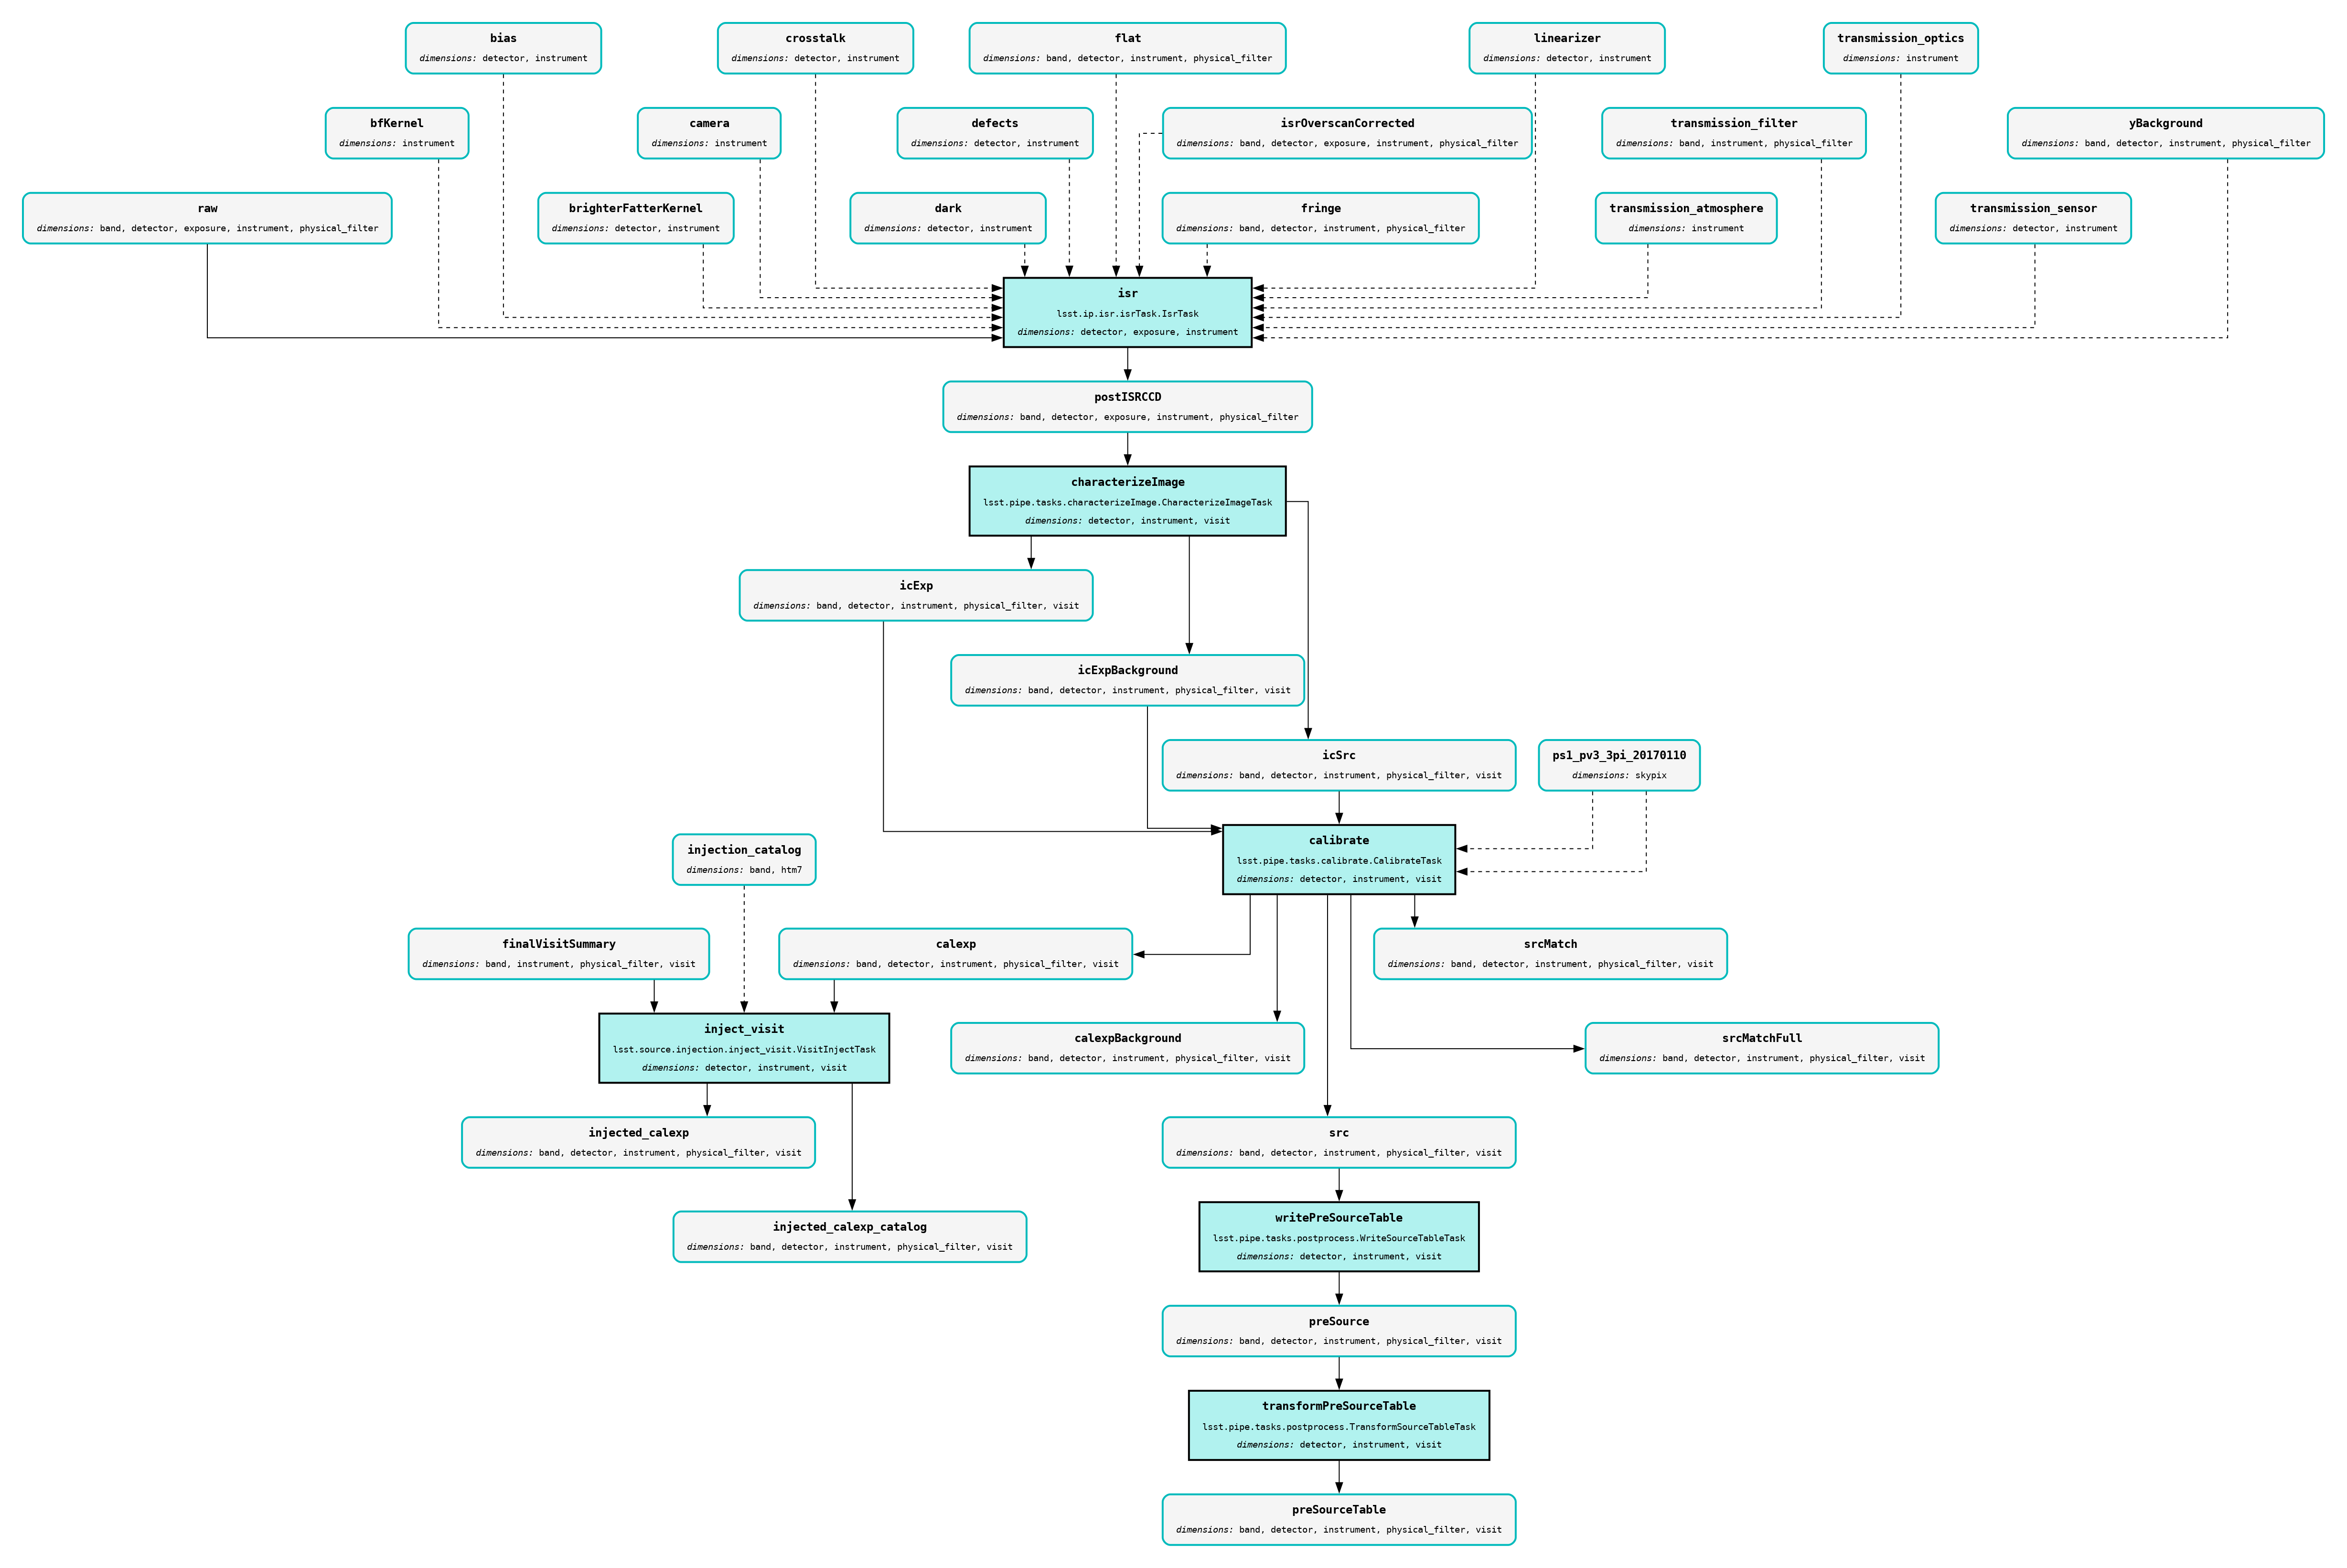 bias
dimensions: detector, instrument
crosstalk
dimensions: detector, instrument
flat
dimensions: band, detector, instrument, physical_filter
linearizer
dimensions: detector, instrument
transmission_optics
dimensions: instrument
bfKernel
dimensions: instrument
camera
dimensions: instrument
defects
dimensions: detector, instrument
isrOverscanCorrected
dimensions: band, detector, exposure, instrument, physical_filter
transmission_filter
dimensions: band, instrument, physical_filter
yBackground
dimensions: band, detector, instrument, physical_filter
raw
dimensions: band, detector, exposure, instrument, physical_filter
brighterFatterKernel
dimensions: detector, instrument
dark
dimensions: detector, instrument
fringe
dimensions: band, detector, instrument, physical_filter
transmission_atmosphere
dimensions: instrument
transmission_sensor
dimensions: detector, instrument
isr
lsst.ip.isr.isrTask.IsrTask
dimensions: detector, exposure, instrument
postISRCCD
dimensions: band, detector, exposure, instrument, physical_filter
characterizeImage
lsst.pipe.tasks.characterizeImage.CharacterizeImageTask
dimensions: detector, instrument, visit
icExp
dimensions: band, detector, instrument, physical_filter, visit
icExpBackground
dimensions: band, detector, instrument, physical_filter, visit
icSrc
dimensions: band, detector, instrument, physical_filter, visit
ps1_pv3_3pi_20170110
dimensions: skypix
calibrate
lsst.pipe.tasks.calibrate.CalibrateTask
dimensions: detector, instrument, visit
injection_catalog
dimensions: band, htm7
finalVisitSummary
dimensions: band, instrument, physical_filter, visit
calexp
dimensions: band, detector, instrument, physical_filter, visit
srcMatch
dimensions: band, detector, instrument, physical_filter, visit
inject_visit
lsst.source.injection.inject_visit.VisitInjectTask
dimensions: detector, instrument, visit
calexpBackground
dimensions: band, detector, instrument, physical_filter, visit
srcMatchFull
dimensions: band, detector, instrument, physical_filter, visit
injected_calexp
dimensions: band, detector, instrument, physical_filter, visit
src
dimensions: band, detector, instrument, physical_filter, visit
injected_calexp_catalog
dimensions: band, detector, instrument, physical_filter, visit
writePreSourceTable
lsst.pipe.tasks.postprocess.WriteSourceTableTask
dimensions: detector, instrument, visit
preSource
dimensions: band, detector, instrument, physical_filter, visit
transformPreSourceTable
lsst.pipe.tasks.postprocess.TransformSourceTableTask
dimensions: detector, instrument, visit
preSourceTable
dimensions: band, detector, instrument, physical_filter, visit